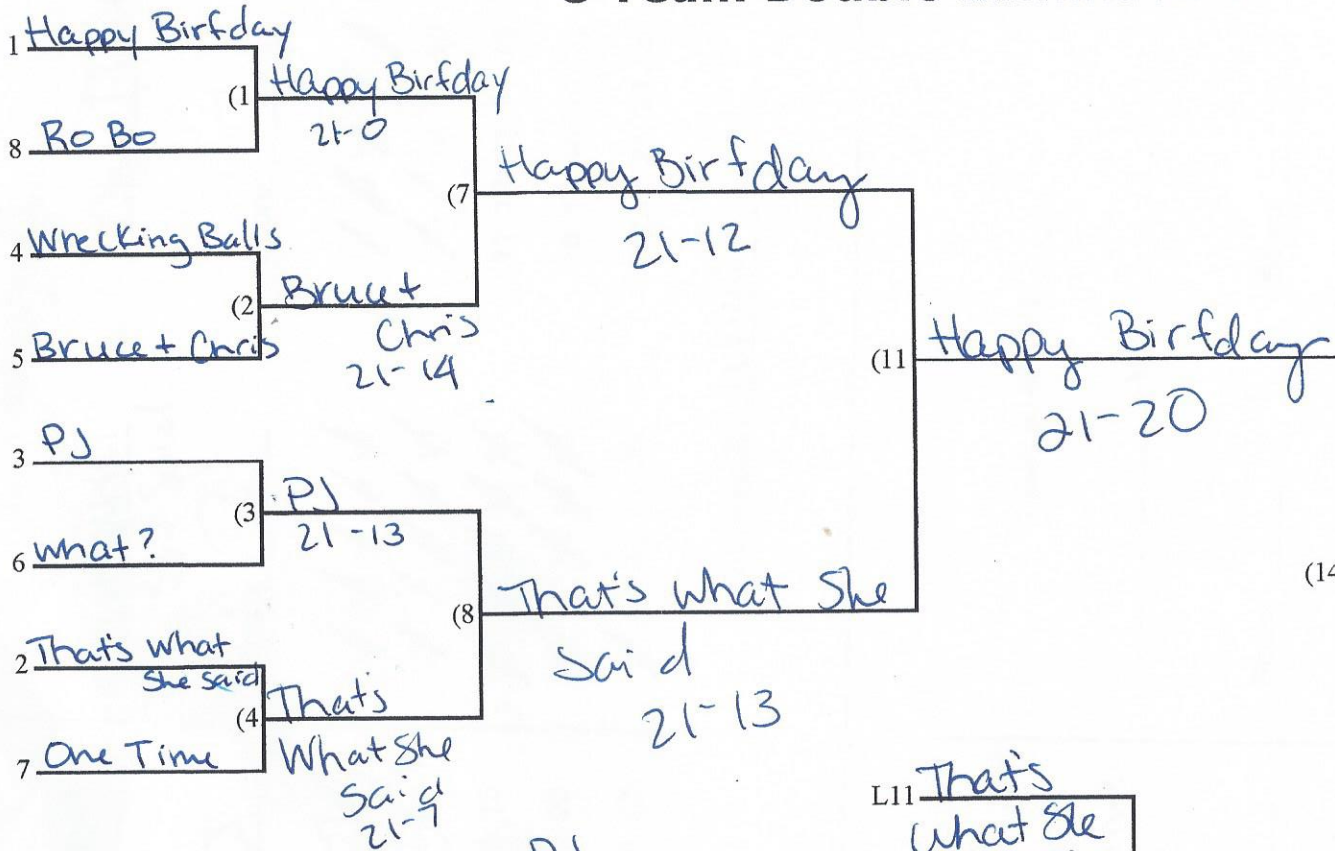 1 Happy Birfday
(1 Happy Birfday
21-0
8 Ro Bo
(7 Happy Birfday
21-12
4 Wrecking Balls
(2 Bruce +
Chris
21-14
5 Bruce + Chris
(11 Happy Birfday
21-20
3 PJ
(3 PJ
21-13
6 What?
(14
(8 That's What She
Said
21-13
2 That's What
She Said
(4 That's
What She
Said
21-7
7 One Time
L11 That's
What She